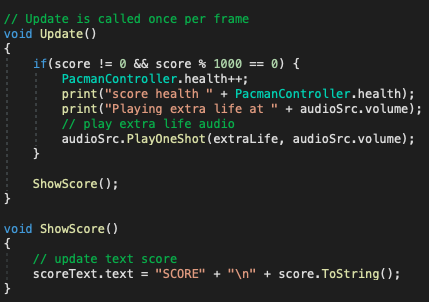 // Update is called once per frame
void Update()
{
    if(score != 0 && score % 1000 == 0) {
        PacmanController.health++;
        print("score health " + PacmanController.health);
        print("Playing extra life at " + audioSrc.volume);
        // play extra life audio
        audioSrc.PlayOneShot(extraLife, audioSrc.volume);
    }

    ShowScore();
}

void ShowScore()
{
    // update text score
    scoreText.text = "SCORE" + "\n" + score.ToString();
}